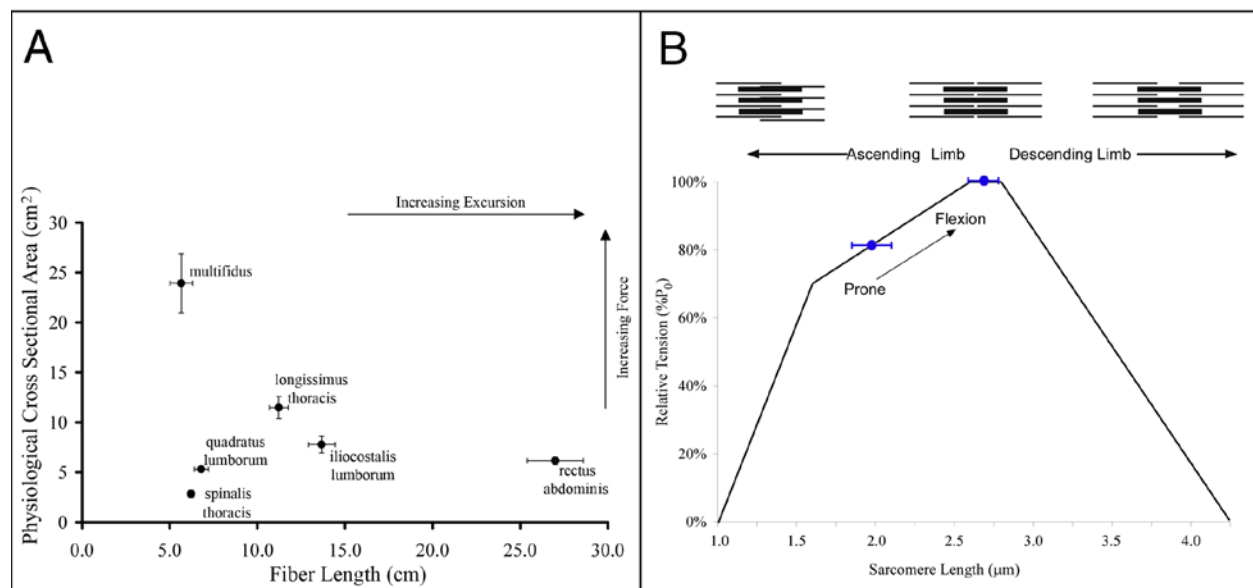 A
Physiological Cross Sectional Area (cm²)
30
25
20
15
10
5
0
0.0
5.0
10.0
15.0
20.0
25.0
30.0
Fiber Length (cm)
Increasing Excursion
Increasing Force
multifidus
longissimus
thoracis
quadratus
lumborum
iliocostalis
lumborum
spinalis
thoracis
rectus
abdominis
B
Ascending Limb
Descending Limb
Relative Tension (%P₀)
100%
80%
60%
40%
20%
0%
Flexion
Prone
1.0
1.5
2.0
2.5
3.0
3.5
4.0
Sarcomere Length (μm)